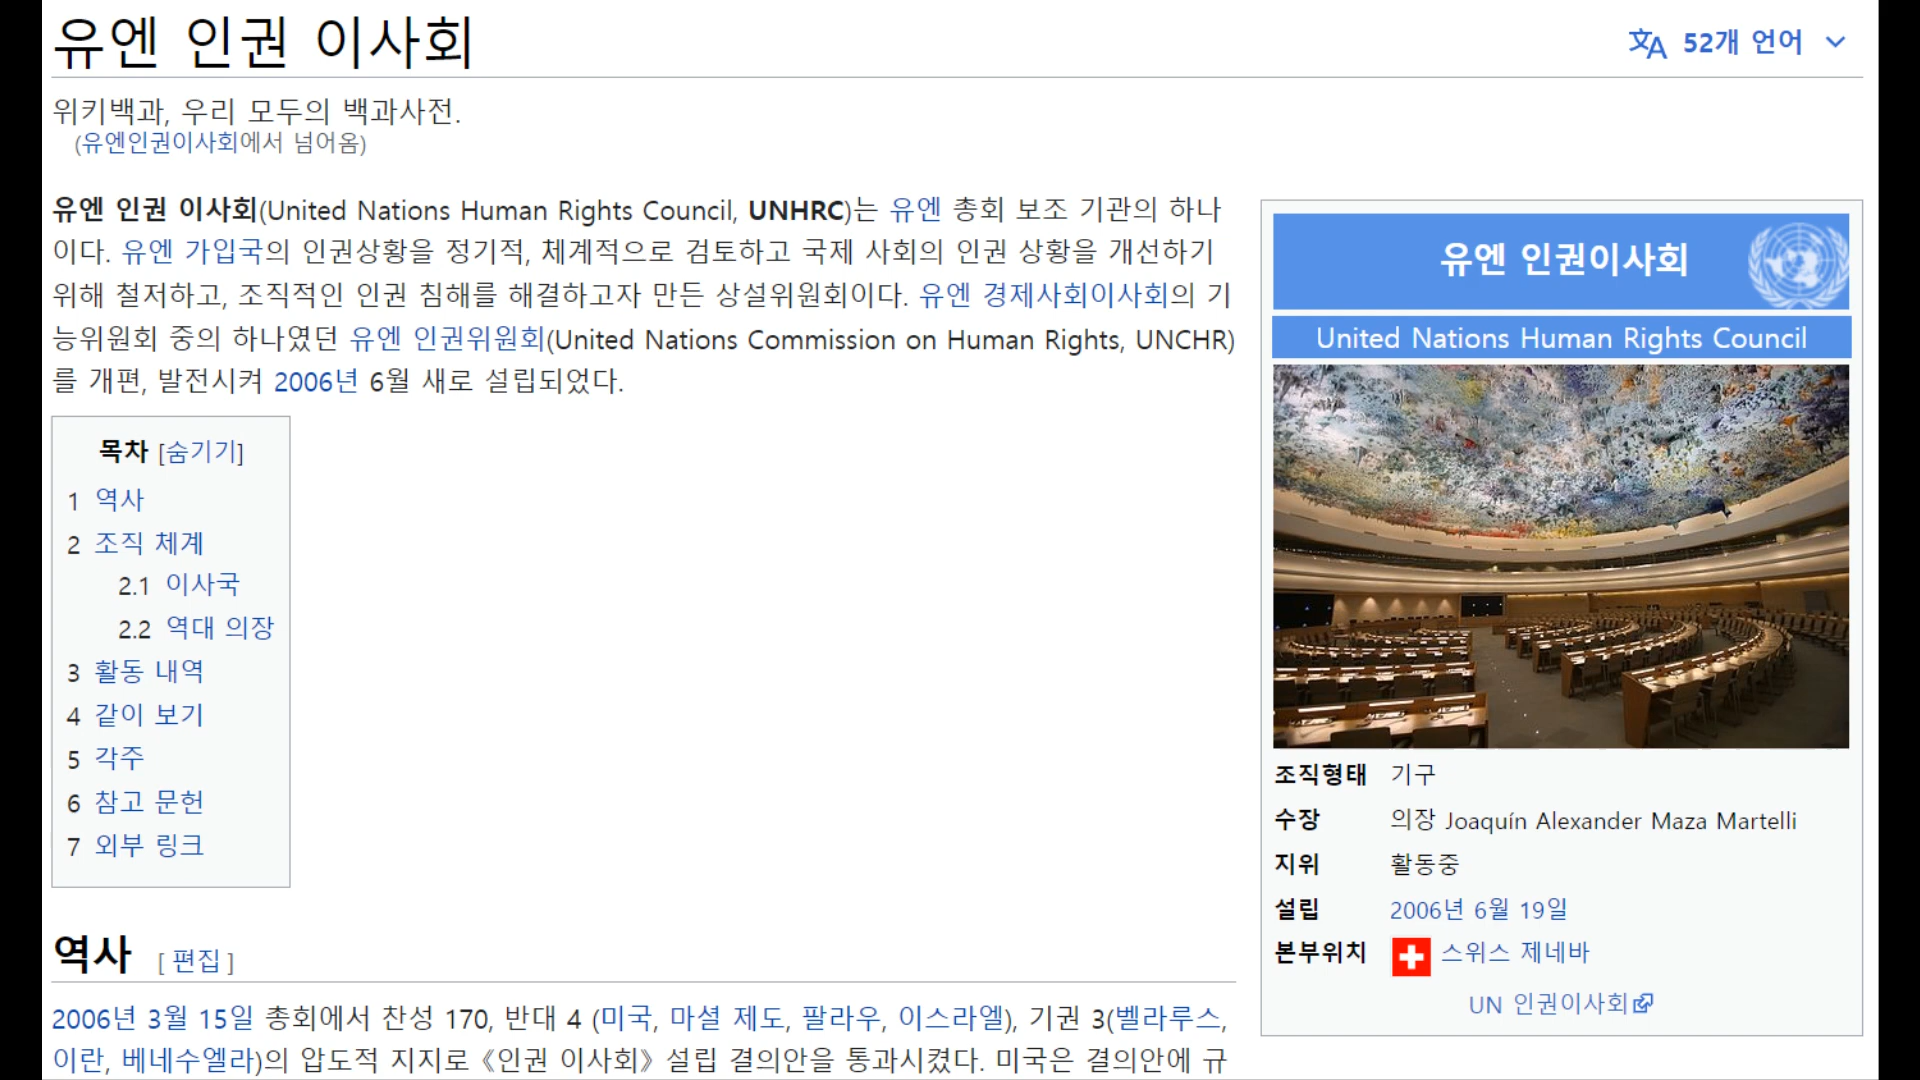 유엔 인권 이사회
52개 언어
위키백과, 우리 모두의 백과사전.
(유엔인권이사회에서 넘어옴)
유엔 인권 이사회(United Nations Human Rights Council, UNHRC)는 유엔 총회 보조 기관의 하나
이다. 유엔 가입국의 인권상황을 정기적, 체계적으로 검토하고 국제 사회의 인권 상황을 개선하기
위해 철저하고, 조직적인 인권 침해를 해결하고자 만든 상설위원회이다. 유엔 경제사회이사회의 기
능위원회 중의 하나였던 유엔 인권위원회(United Nations Commission on Human Rights, UNCHR)
를 개편, 발전시켜 2006년 6월 새로 설립되었다.
목차 [숨기기]
1 역사
2 조직 체계
2.1 이사국
2.2 역대 의장
3 활동 내역
4 같이 보기
5 각주
6 참고 문헌
7 외부 링크
역사 [ 편집 ]
2006년 3월 15일 총회에서 찬성 170, 반대 4 (미국, 마셜 제도, 팔라우, 이스라엘), 기권 3(벨라루스,
이란, 베네수엘라)의 압도적 지지로 《인권 이사회》 설립 결의안을 통과시켰다. 미국은 결의안에 규
유엔 인권이사회
United Nations Human Rights Council
조직형태 기구
수장 의장 Joaquín Alexander Maza Martelli
지위 활동중
설립 2006년 6월 19일
본부위치 스위스 제네바
UN 인권이사회